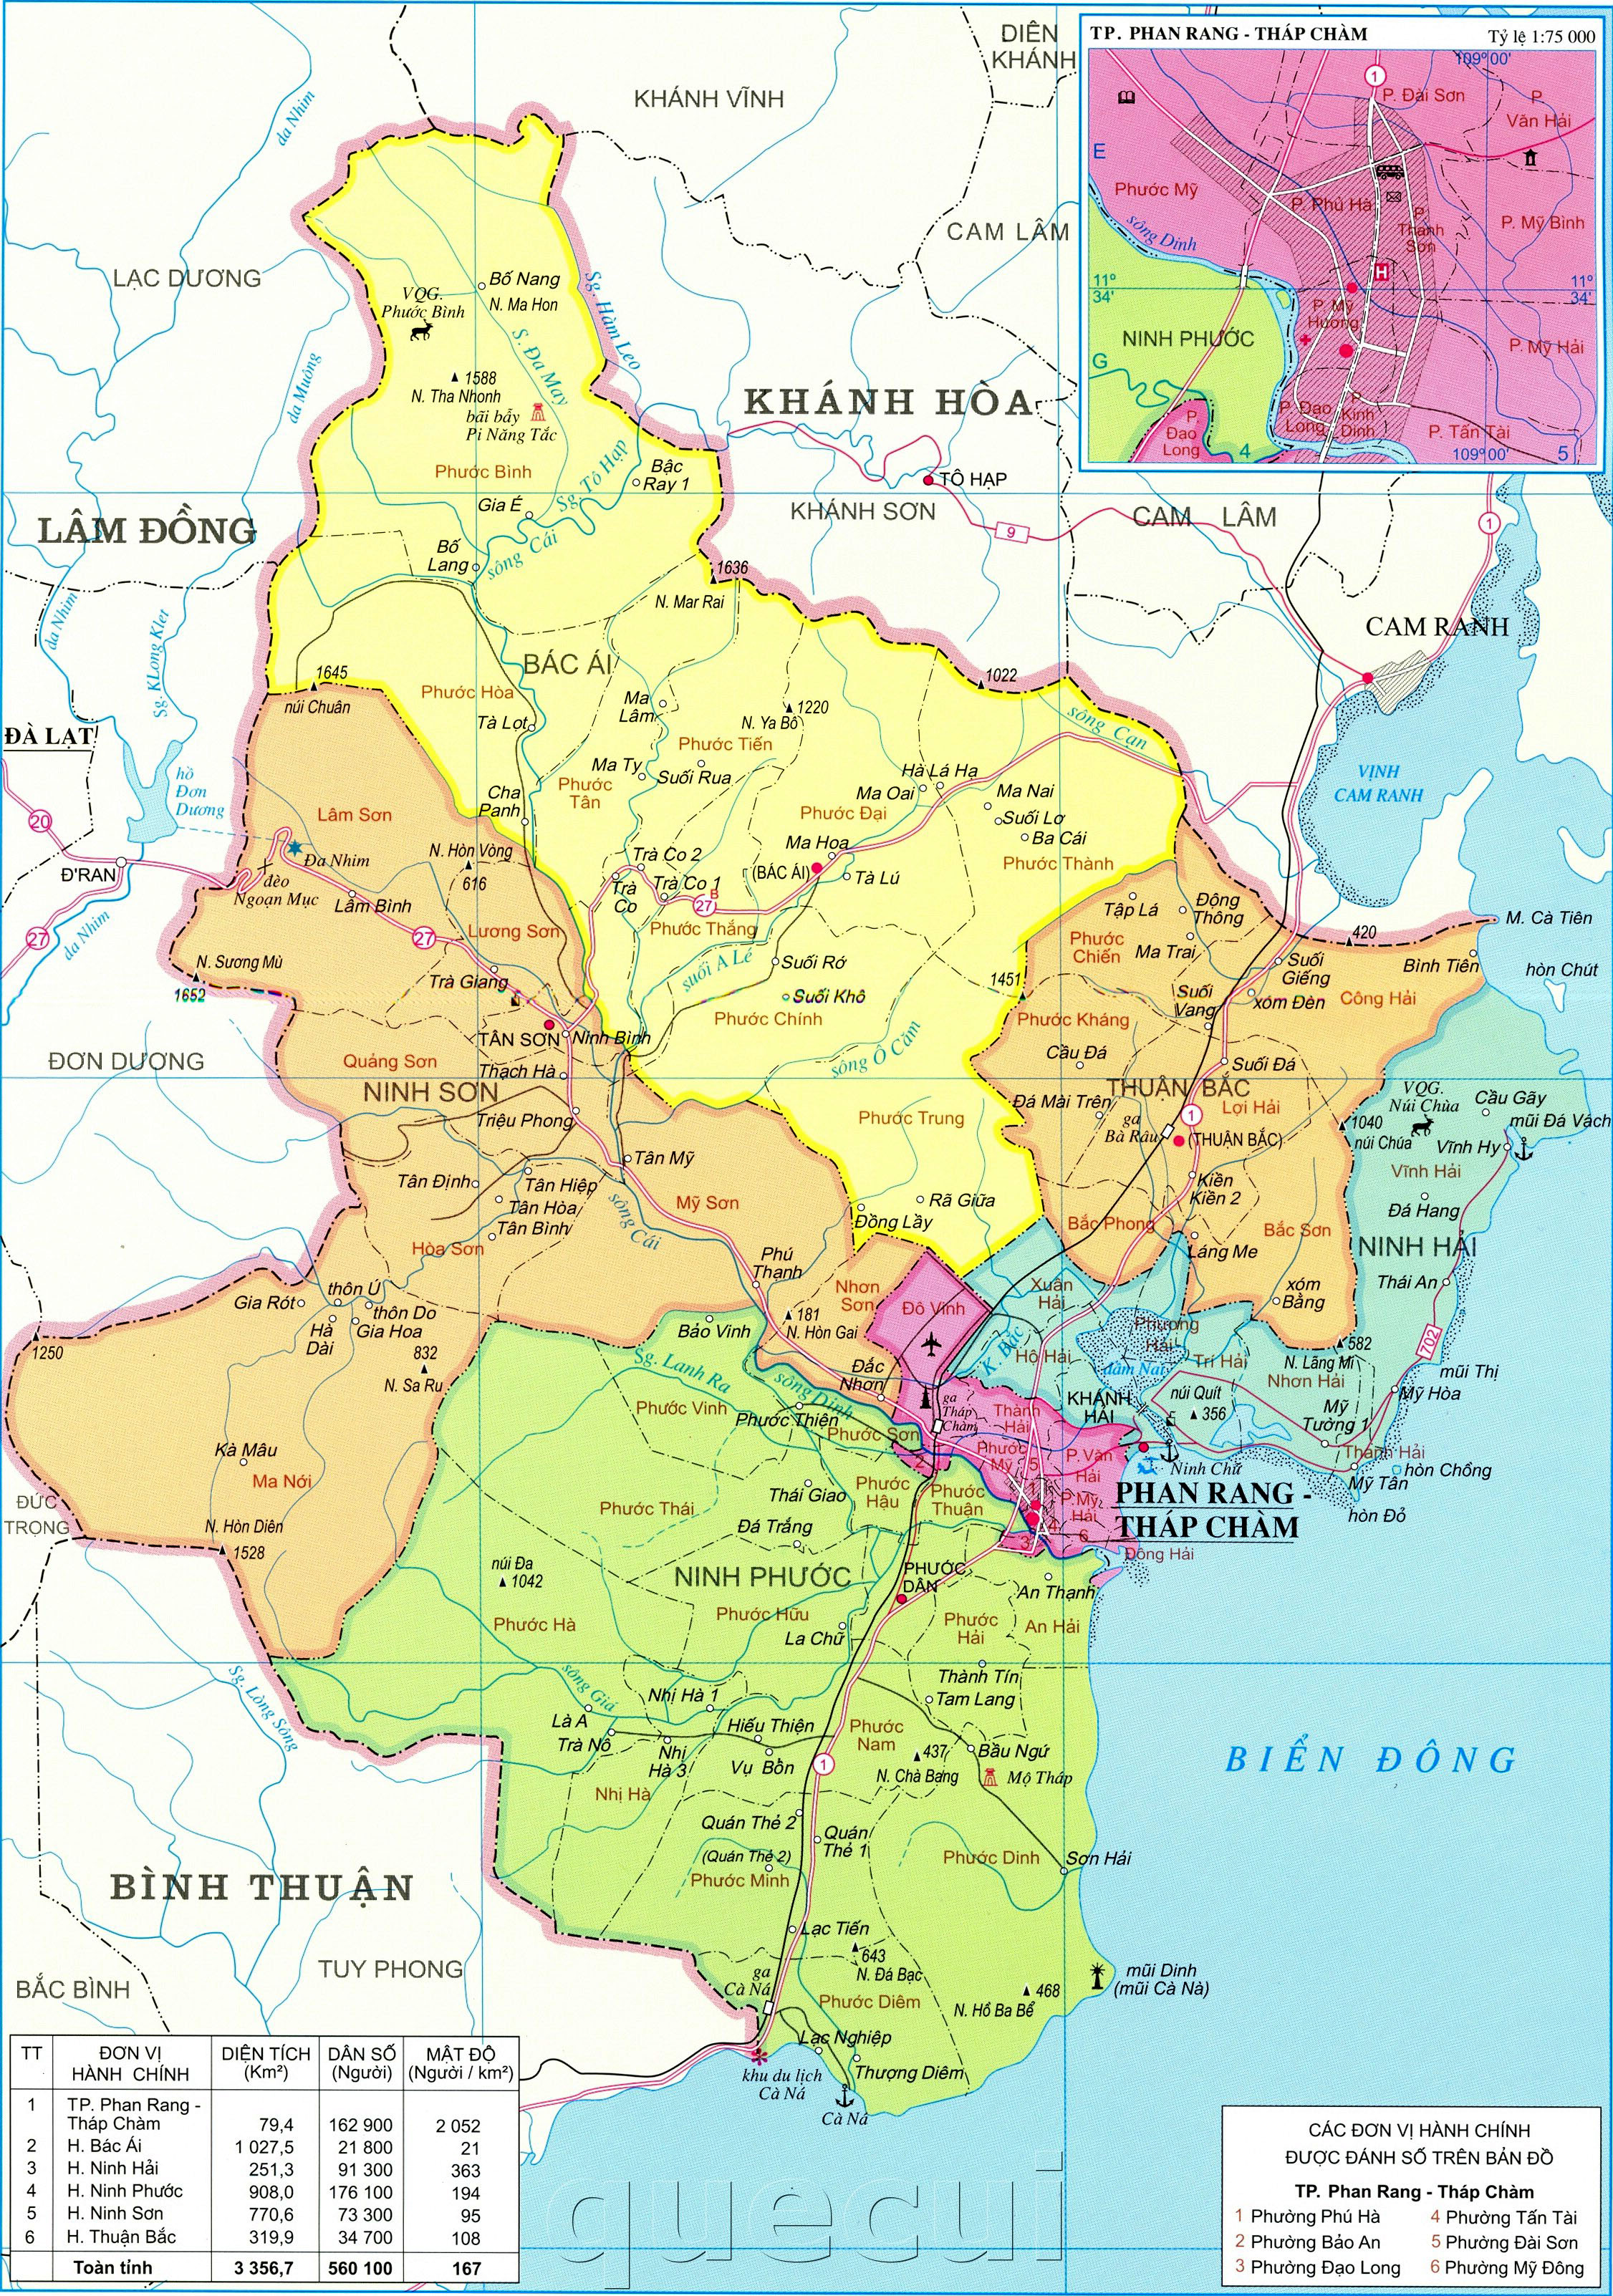 TP. PHAN RANG - THÁP CHÀM
Tỷ lệ 1:75 000
109°00'
1
P. Đài Sơn
P
Văn Hải
E
Phước Mỹ
P. Phủ Hà
P
Thanh
Sơn
P. Mỹ Bình
sông Dinh
H
11°
34'
11°
34'
P. Mỹ
Hương
NINH PHƯỚC
P. Mỹ Hải
G
P. Đạo
Long
P
Kinh
Dinh
P
Đạo
Long
P. Tấn Tài
4
109°00'
5
DIÊN
KHÁNH
KHÁNH VĨNH
da Nhim
CAM LÂM
LẠC DƯƠNG
Bố Nang
N. Ma Hon
VQG.
Phước Bình
Sg. Hàm Leo
S. Đa May
da Muông
1588
N. Tha Nhonh
bãi bẫy
Pi Năng Tắc
KHÁNH HÒA
Phước Bình
Bậc
Ray 1
Sg. Tô Hạp
Gia É
TÔ HẠP
KHÁNH SƠN
9
CAM LÂM
1
LÂM ĐỒNG
Bố
Lang
sông Cái
1636
N. Mar Rai
da Nhim
Sg. KLong Klet
CAM RANH
BÁC ÁI
1645
núi Chuân
Phước Hòa
Ma
Lâm
1022
Tà Lọt
N. Ya Bô
1220
sông Cạn
Phước Tiến
ĐÀ LẠT
hồ
Đơn
Dương
Ma Ty
Suối Rua
Phước
Tân
Hà Lá Hạ
Ma Oai
Ma Nai
VỊNH
CAM RANH
Cha
Panh
Lâm Sơn
Phước Đại
Suối Lơ
Ba Cái
20
Ma Hoa
Phước Thành
Đa Nhim
N. Hòn Vòng
616
Trà Co 2
(BÁC ÁI)
Tà Lú
Đ'RAN
đèo
Ngoạn Mục
Lâm Bình
Trà
Co
Trà Co 1
27
B
Tập Lá
Động
Thông
M. Cà Tiên
27
27
Lương Sơn
Phước Thắng
Phước
Chiến
Ma Trai
420
da Nhim
N. Sương Mù
1652
Trà Giang
suối A Lé
Suối Rớ
Suối Khô
1451
Suối
Giếng
Bình Tiên
hòn Chút
Suối
Vang
xóm Đèn
Công Hải
Phước Chính
Phước Kháng
TÂN SƠN
Ninh Bình
sông Ô Căm
ĐƠN DƯƠNG
Quảng Sơn
Thạch Hà
Cầu Đá
Suối Đá
NINH SƠN
THUẬN BẮC
VQG.
Núi Chùa
Cầu Gãy
Đá Mài Trên
Lợi Hải
Triệu Phong
Phước Trung
ga
Bà Râu
1
1040
núi Chúa
mũi Đá Vách
(THUẬN BẮC)
Vĩnh Hy
Tân Mỹ
Vĩnh Hải
Tân Định
Tân Hiệp
Kiền
Kiền 2
Tân Hòa
Mỹ Sơn
Rã Giữa
Đá Hang
Tân Bình
sông Cái
Đồng Lầy
Bắc Phong
Bắc Sơn
Hòa Sơn
Láng Me
NINH HẢI
Phú
Thạnh
Xuân
Hải
xóm
Bằng
Thái An
thôn Ú
Gia Rót
thôn Do
Nhơn
Sơn
Đô Vinh
Hà
Dài
Gia Hoa
Bảo Vinh
181
N. Hòn Gai
Phương
Hải
582
N. Lãng Mi
702
1250
832
N. Sa Ru
K. Bắc
Hộ Hải
đầm Nại
Tri Hải
Nhơn Hải
mũi Thị
Sg. Lanh Ra
Đắc
Nhơn
sông Dinh
KHÁNH
HẢI
núi Quít
356
Mỹ Hòa
Phước Vinh
Phước Thiện
ga
Tháp
Chàm
Thành
Hải
Mỹ
Tường 1
Phước Sơn
Kà Mâu
Phước
Mỹ
5
P. Văn
Hải
Thanh Hải
Ma Nới
2
Ninh Chữ
hòn Chồng
Mỹ Tân
Thái Giao
Phước
Hậu
Phước
Thuận
1
P. Mỹ
Hải
PHAN RANG -
THÁP CHÀM
hòn Đỏ
ĐỨC
TRỌNG
Phước Thái
N. Hòn Diên
1528
Đá Trắng
4
6
3
Đông Hải
núi Đa
1042
NINH PHƯỚC
PHƯỚC
DÂN
An Thạnh
Phước Hà
Phước Hữu
Phước
Hải
An Hải
La Chữ
Sg. Lòng Sông
sông Giá
Thành Tín
Nhị Hà 1
Tam Lang
Là A
Trà Nô
Hiếu Thiện
Phước
Nam
Nhị
Hà 3
Vụ Bổn
1
437
N. Chà Bang
Bầu Ngứ
Mộ Tháp
BIỂN ĐÔNG
Nhị Hà
Quán Thẻ 2
Quán
Thẻ 1
(Quán Thẻ 2)
Phước Dinh
Sơn Hải
Phước Minh
BÌNH THUẬN
Lạc Tiến
TUY PHONG
643
N. Đá Bạc
BẮC BÌNH
ga
Cà Ná
Phước Diêm
468
N. Hồ Ba Bể
mũi Dinh
(mũi Cà Nà)
Lạc Nghiệp
khu du lịch
Cà Ná
Thượng Diêm
Cà Ná
TT ĐƠN VỊ HÀNH CHÍNH DIỆN TÍCH (Km²) DÂN SỐ (Người) MẬT ĐỘ (Người / km²)
1 TP. Phan Rang - Tháp Chàm 79,4 162 900 2 052
2 H. Bác Ái 1 027,5 21 800 21
3 H. Ninh Hải 251,3 91 300 363
4 H. Ninh Phước 908,0 176 100 194
5 H. Ninh Sơn 770,6 73 300 95
6 H. Thuận Bắc 319,9 34 700 108
Toàn tỉnh 3 356,7 560 100 167
quecui
CÁC ĐƠN VỊ HÀNH CHÍNH
ĐƯỢC ĐÁNH SỐ TRÊN BẢN ĐỒ
TP. Phan Rang - Tháp Chàm
1 Phường Phủ Hà
4 Phường Tấn Tài
2 Phường Bảo An
5 Phường Đài Sơn
3 Phường Đạo Long
6 Phường Mỹ Đông